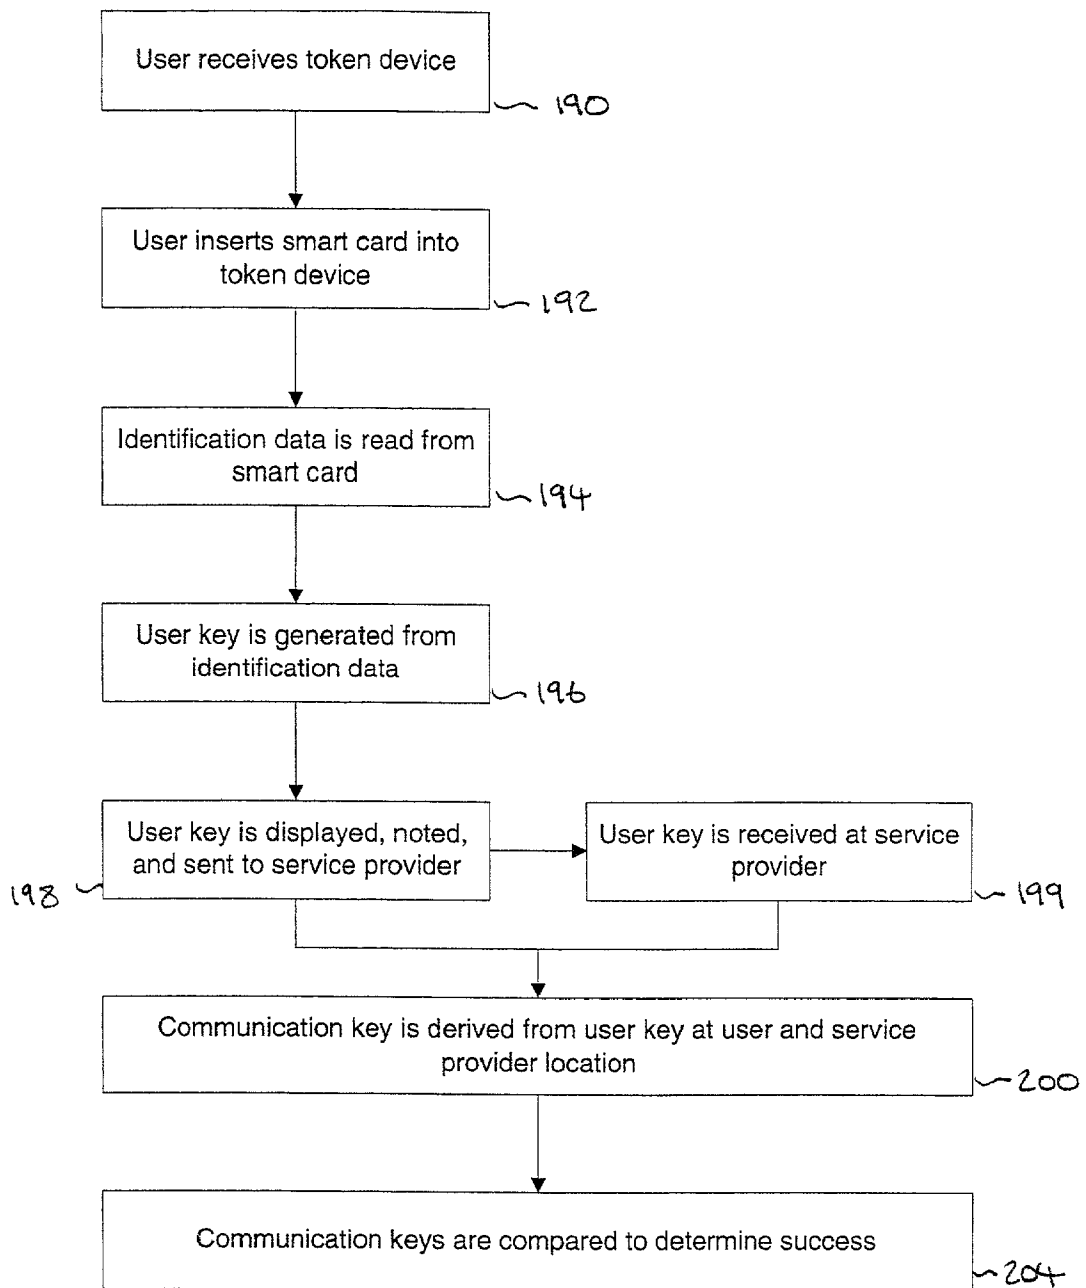 User receives token device
190
User inserts smart card into
token device
192
Identification data is read from
smart card
194
User key is generated from
identification data
196
User key is displayed, noted,
and sent to service provider
198
User key is received at service
provider
199
Communication key is derived from user key at user and service
provider location
200
Communication keys are compared to determine success
204